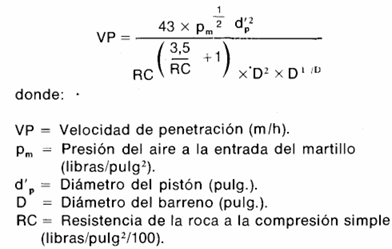 VP = 43 × p_m^(1/2) d'_p^2 / RC^(3,5/RC + 1) × D^2 × D^(1/D)
donde:
VP = Velocidad de penetración (m/h).
p_m = Presión del aire a la entrada del martillo
(libras/pulg²).
d'_p = Diámetro del pistón (pulg.).
D = Diámetro del barreno (pulg.).
RC = Resistencia de la roca a la compresión simple
(libras/pulg²/100).